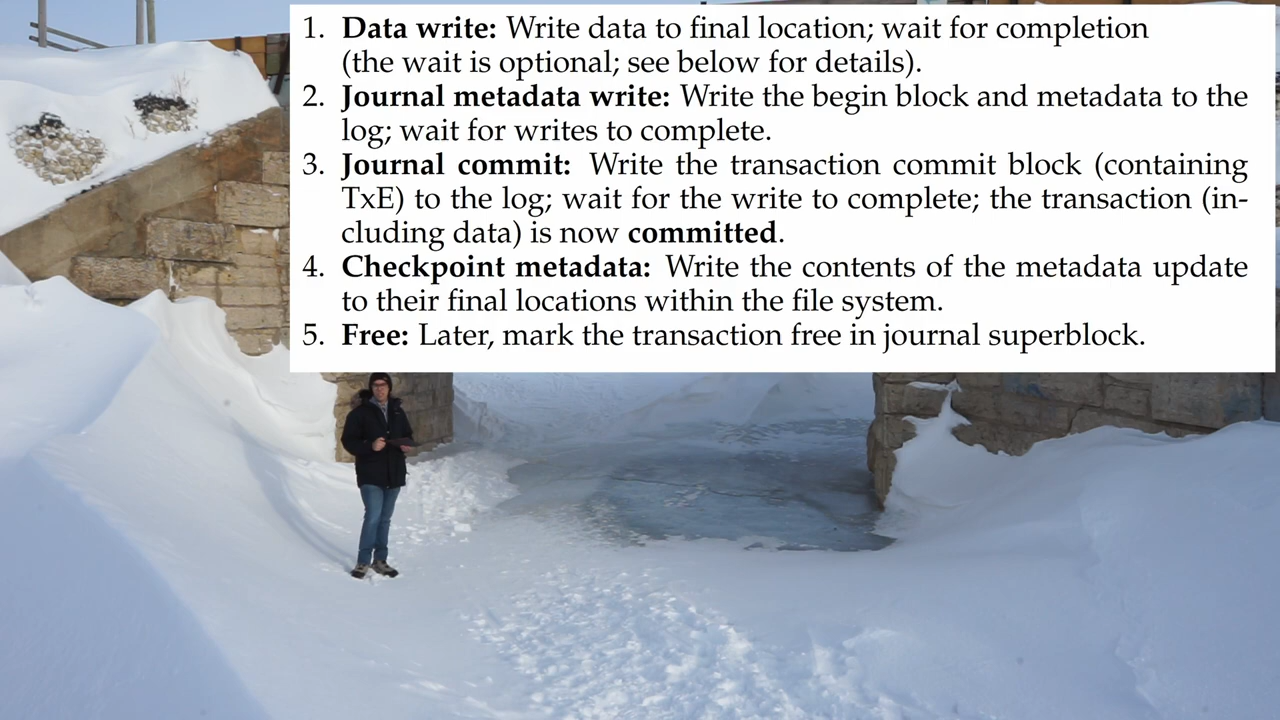 1. Data write: Write data to final location; wait for completion
(the wait is optional; see below for details).
2. Journal metadata write: Write the begin block and metadata to the
log; wait for writes to complete.
3. Journal commit: Write the transaction commit block (containing
TxE) to the log; wait for the write to complete; the transaction (in-
cluding data) is now committed.
4. Checkpoint metadata: Write the contents of the metadata update
to their final locations within the file system.
5. Free: Later, mark the transaction free in journal superblock.